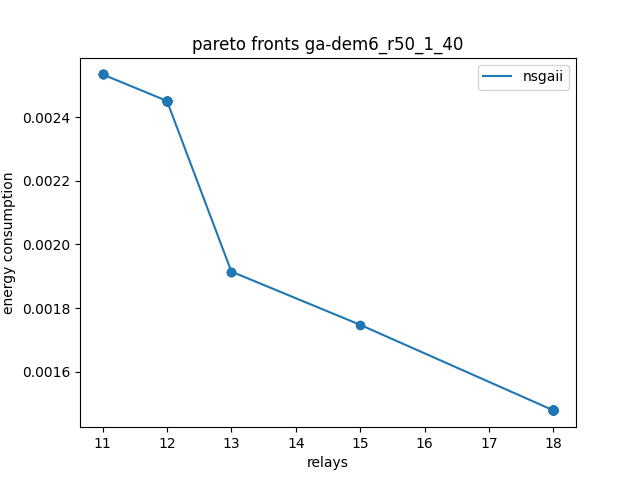 pareto fronts ga-dem6_r50_1_40
nsgaii
energy consumption
0.0024
0.0022
0.0020
0.0018
0.0016
11 12 13 14 15 16 17 18
relays